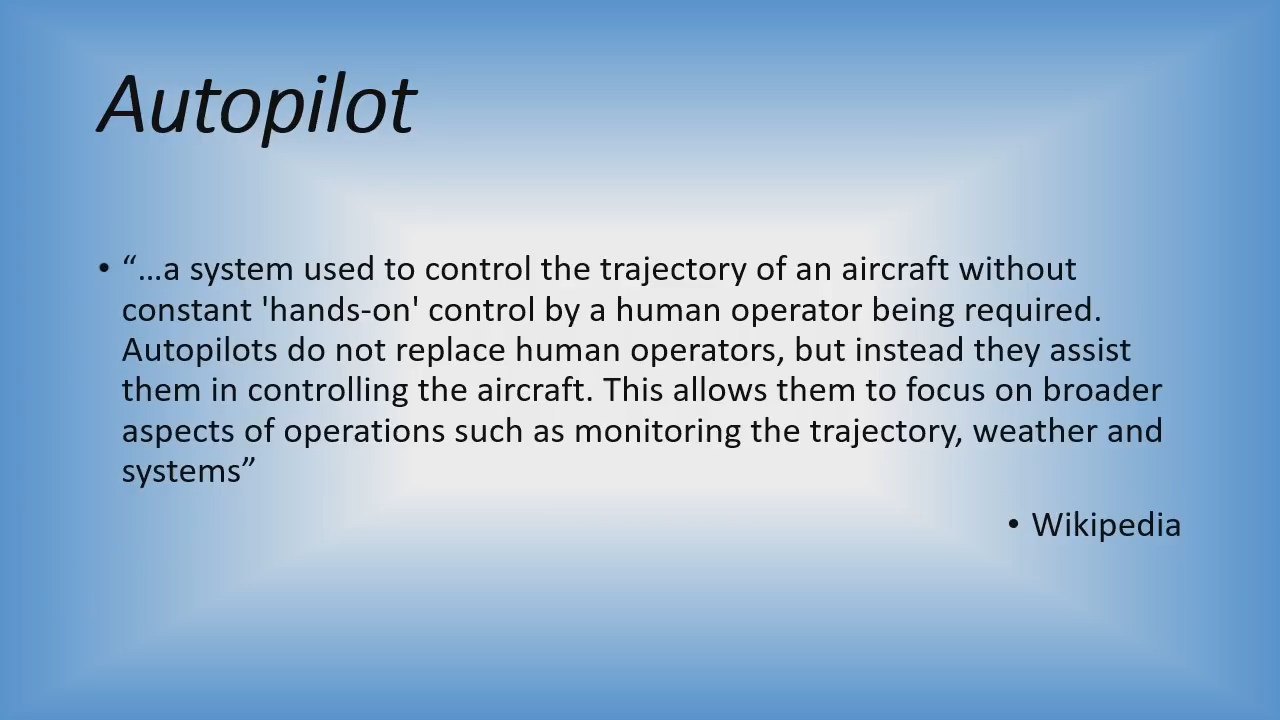 Autopilot
• “…a system used to control the trajectory of an aircraft without
constant 'hands-on' control by a human operator being required.
Autopilots do not replace human operators, but instead they assist
them in controlling the aircraft. This allows them to focus on broader
aspects of operations such as monitoring the trajectory, weather and
systems”
• Wikipedia